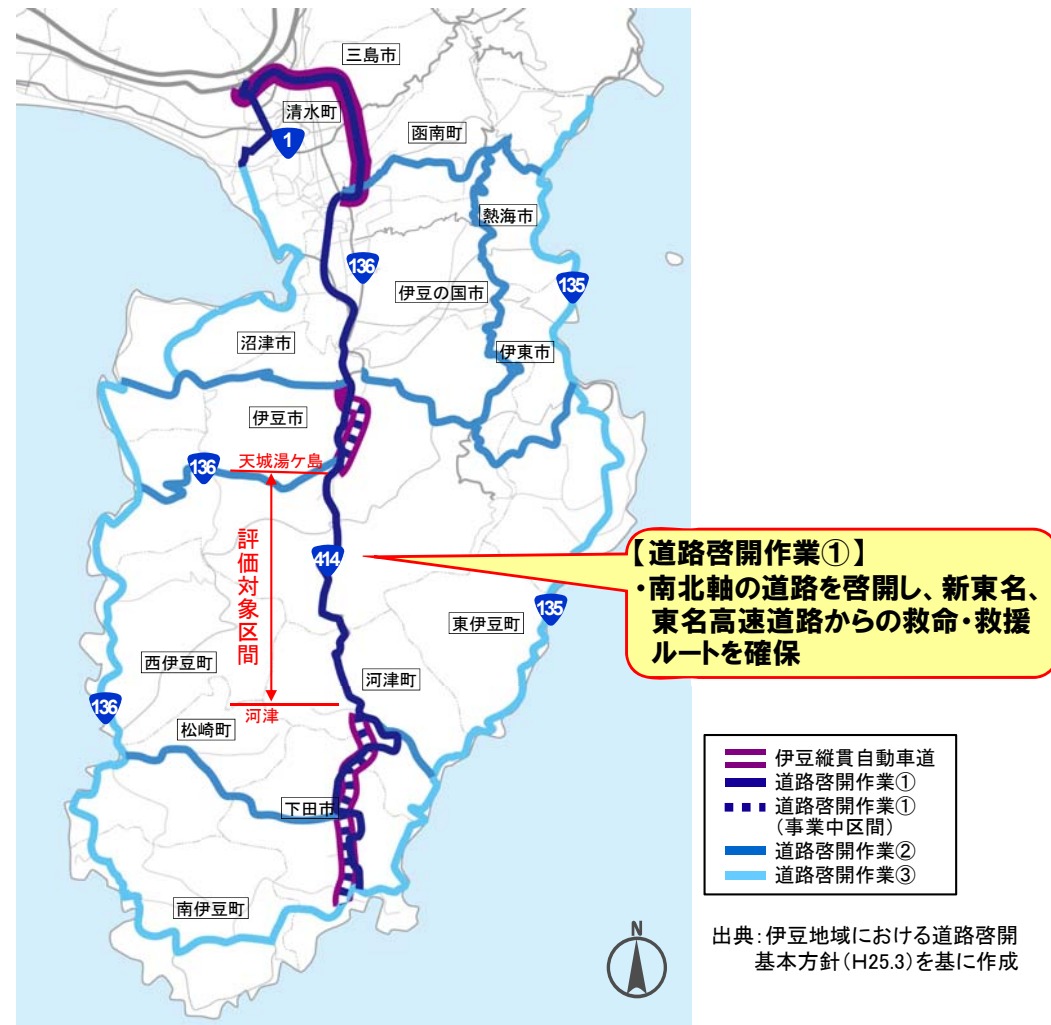 三島市
清水町
1
函南町
熱海市
136
伊豆の国市
135
沼津市
伊東市
伊豆市
天城湯ケ島
136
評価対象区間
414
【道路啓開作業①】
・南北軸の道路を啓開し、新東名、
東名高速道路からの救命・救援
ルートを確保
135
東伊豆町
西伊豆町
河津町
136
河津
松崎町
下田市
南伊豆町
伊豆縦貫自動車道
道路啓開作業①
道路啓開作業①
(事業中区間)
道路啓開作業②
道路啓開作業③
N
出典:伊豆地域における道路啓開
基本方針(H25.3)を基に作成